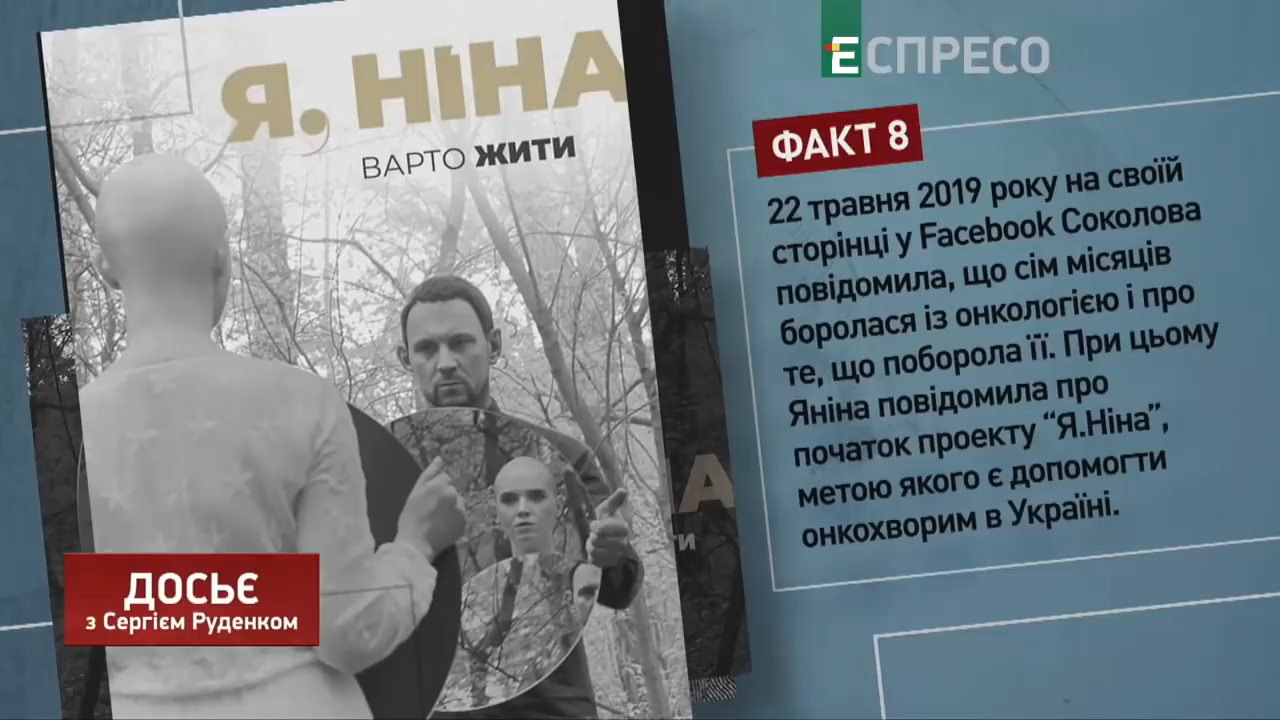 Я, НІНА
ВАРТО ЖИТИ
ЕСПРЕСО
ФАКТ 8
22 травня 2019 року на своїй
сторінці у Facebook Соколова
повідомила, що сім місяців
боролася із онкологією і про
те, що поборола її. При цьому
Яніна повідомила про
початок проекту “Я.Ніна”,
метою якого є допомогти
онкохворим в Україні.
ДОСЬЄ
з Сергієм Руденком